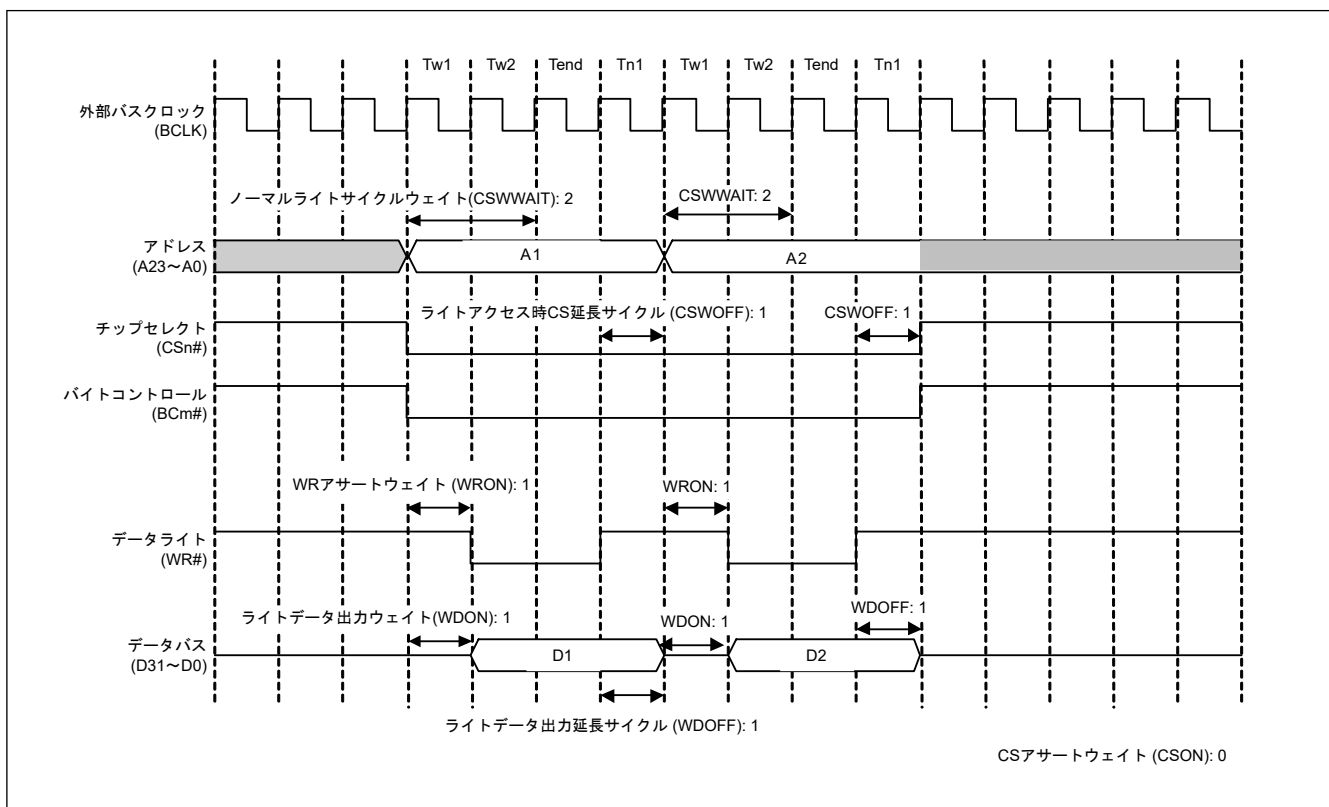 Tw1 Tw2 Tend Tn1 Tw1 Tw2 Tend Tn1
外部バスクロック
(BCLK)
ノーマルライトサイクルウェイト(CSWWAIT): 2
CSWWAIT: 2
アドレス
(A23～A0)
A1
A2
ライトアクセス時CS延長サイクル (CSWOFF): 1
CSWOFF: 1
チップセレクト
(CSn#)
バイトコントロール
(BCm#)
WRアサートウェイト (WRON): 1
WRON: 1
データライト
(WR#)
ライトデータ出力ウェイト(WDON): 1
WDON: 1
WDOFF: 1
データバス
(D31～D0)
D1
D2
ライトデータ出力延長サイクル (WDOFF): 1
CSアサートウェイト (CSON): 0